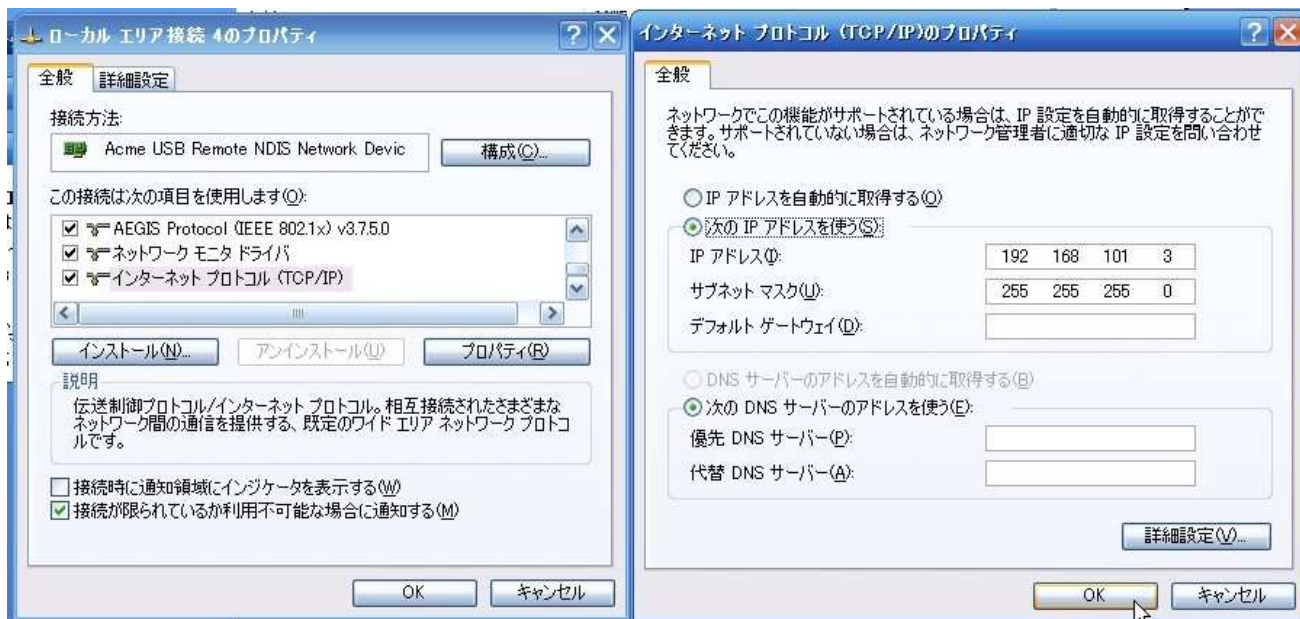 ローカル エリア接続 4のプロパティ
全般
詳細設定
接続方法:
Acme USB Remote NDIS Network Devic
構成(C)...
この接続は次の項目を使用します(O):
AEGIS Protocol (IEEE 802.1x) v3.7.5.0
ネットワーク モニタ ドライバ
インターネット プロトコル (TCP/IP)
インストール(N)...
アンインストール(U)
プロパティ(R)
説明
伝送制御プロトコル/インターネット プロトコル。相互接続されたさまざまな
ネットワーク間の通信を提供する、既定のワイド エリア ネットワーク プロトコ
ルです。
接続時に通知領域にインジケータを表示する(W)
接続が限られているか利用不可能な場合に通知する(M)
OK
キャンセル
インターネット プロトコル (TCP/IP)のプロパティ
全般
ネットワークでこの機能がサポートされている場合は、IP 設定を自動的に取得することがで
きます。サポートされていない場合は、ネットワーク管理者に適切な IP 設定を問い合わせ
てください。
IP アドレスを自動的に取得する(O)
次の IP アドレスを使う(S):
IP アドレス(I):
192 168 101 3
サブネット マスク(U):
255 255 255 0
デフォルト ゲートウェイ(D):
DNS サーバーのアドレスを自動的に取得する(B)
次の DNS サーバーのアドレスを使う(E):
優先 DNS サーバー(P):
代替 DNS サーバー(A):
詳細設定(V)...
OK
キャンセル